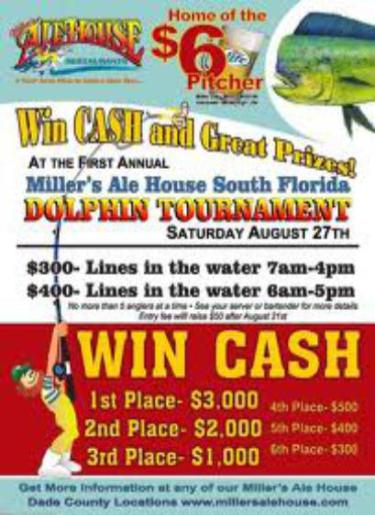 ALEHOUSE
RESTAURANTS
Home of the
$6
Lite
Pitcher
Win CASH and Great Prizes!
AT THE FIRST ANNUAL
Miller's Ale House South Florida
DOLPHIN TOURNAMENT
SATURDAY AUGUST 27TH
$300- Lines in the water 7am-4pm
$400- Lines in the water 6am-5pm
No more than 5 anglers at a time • See your server or bartender for more details
Entry fee will raise $50 after August 21st
WIN CASH
1st Place- $3,000
2nd Place- $2,000
3rd Place- $1,000
4th Place- $500
5th Place- $400
6th Place- $300
Get More Information at any of our Miller's Ale House
Dade County Locations www.millersalehouse.com